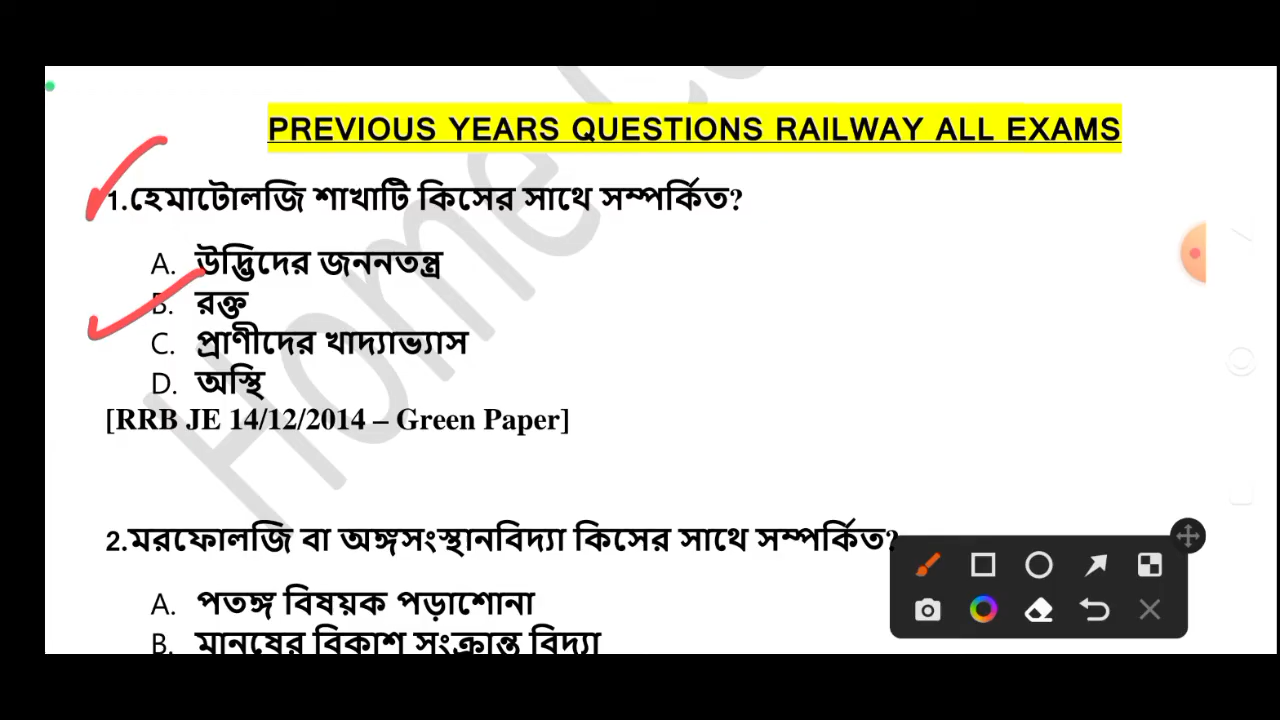 PREVIOUS YEARS QUESTIONS RAILWAY ALL EXAMS
1.হেমাটোলজি শাখাটি কিসের সাথে সম্পর্কিত?
A. উদ্ভিদের জননতন্ত্র
B. রক্ত
C. প্রাণীদের খাদ্যাভ্যাস
D. অস্থি
[RRB JE 14/12/2014 – Green Paper]
2.মরফোলজি বা অঙ্গসংস্থানবিদ্যা কিসের সাথে সম্পর্কিত?
A. পতঙ্গ বিষয়ক পড়াশোনা
B. মানুষের বিকাশ সংক্রান্ত বিদ্যা
Home